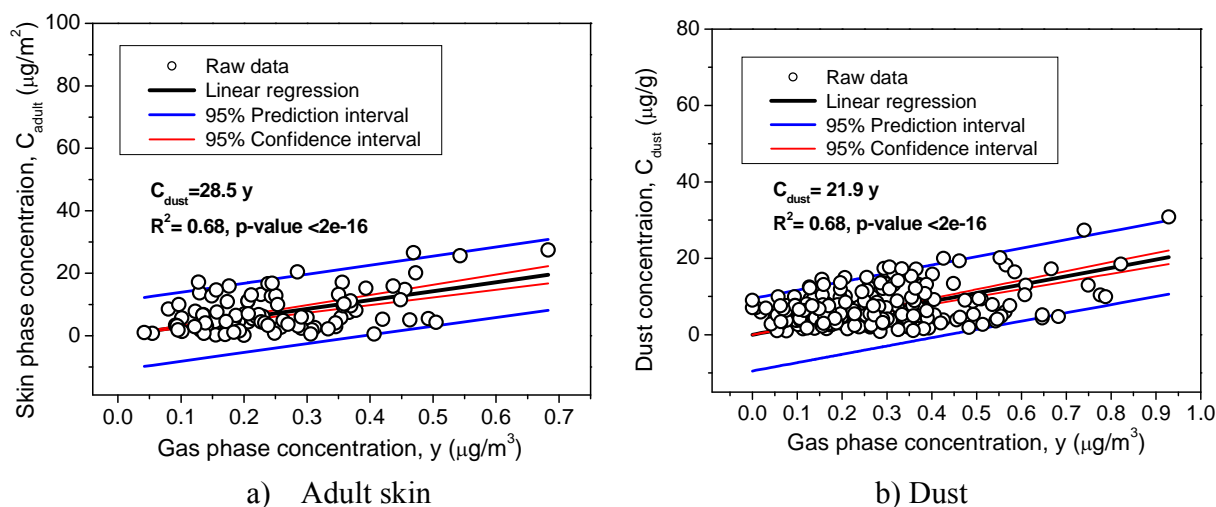 100
80
60
40
20
0
Skin phase concentraion, C_adult (μg/m²)
Raw data
Linear regression
95% Prediction interval
95% Confidence interval
C_dust=28.5 y
R²= 0.68, p-value <2e-16
0.0 0.1 0.2 0.3 0.4 0.5 0.6 0.7
Gas phase concentration, y (μg/m³)
a) Adult skin
80
60
40
20
0
Dust concentraion, C_dust (μg/g)
Raw data
Linear regression
95% Prediction interval
95% Confidence interval
C_dust=21.9 y
R²= 0.68, p-value <2e-16
0.0 0.1 0.2 0.3 0.4 0.5 0.6 0.7 0.8 0.9 1.0
Gas phase concentration, y (μg/m³)
b) Dust